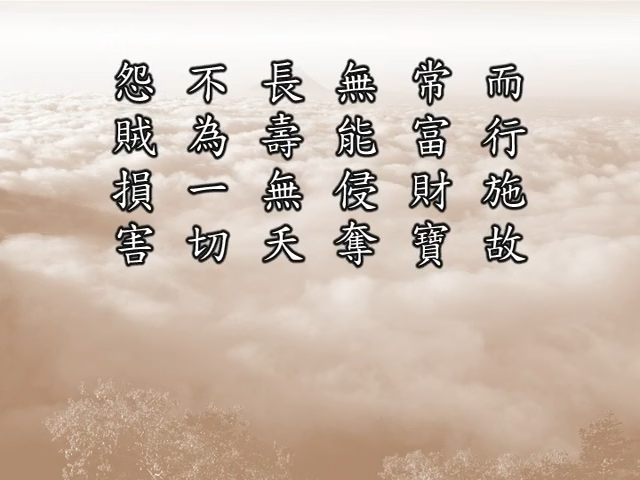 而行施故
常富財寶
無能侵奪
長壽無夭
不為一切
怨賊損害